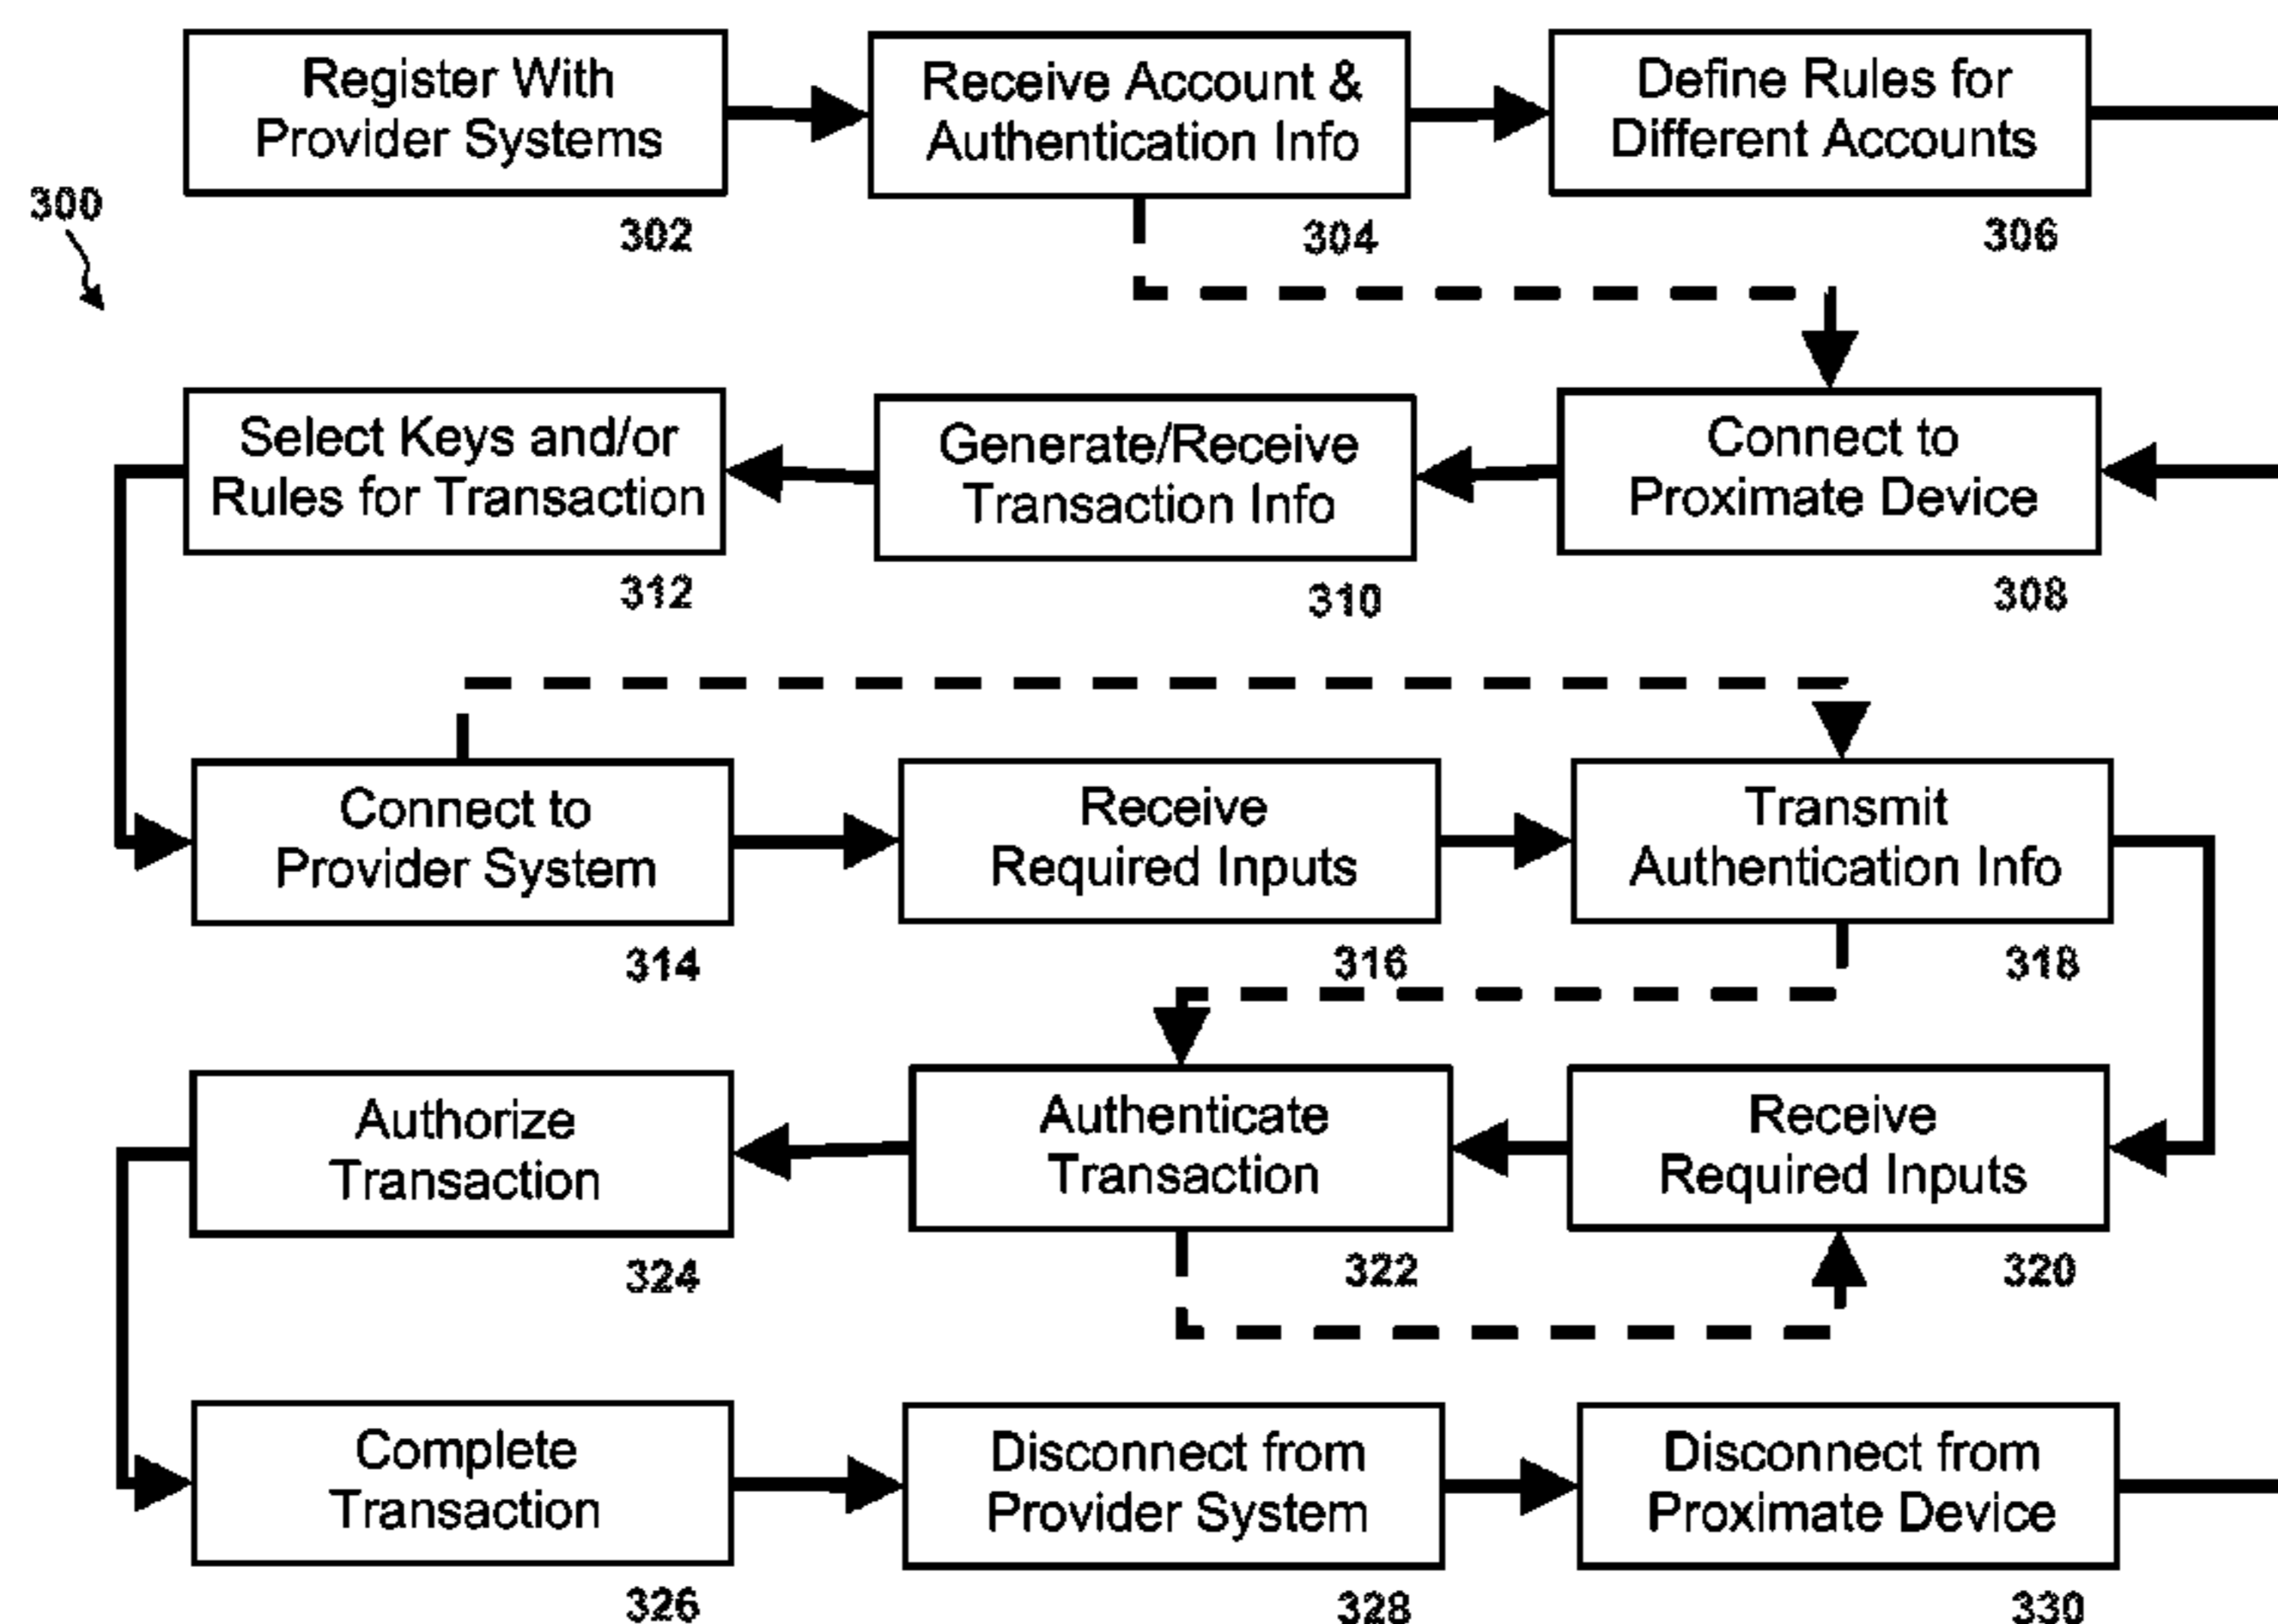 Register With
Provider Systems
302
Receive Account &
Authentication Info
304
Define Rules for
Different Accounts
306
300
Select Keys and/or
Rules for Transaction
312
Generate/Receive
Transaction Info
310
Connect to
Proximate Device
308
Connect to
Provider System
314
Receive
Required Inputs
316
Transmit
Authentication Info
318
Authorize
Transaction
324
Authenticate
Transaction
322
Receive
Required Inputs
320
Complete
Transaction
326
Disconnect from
Provider System
328
Disconnect from
Proximate Device
330